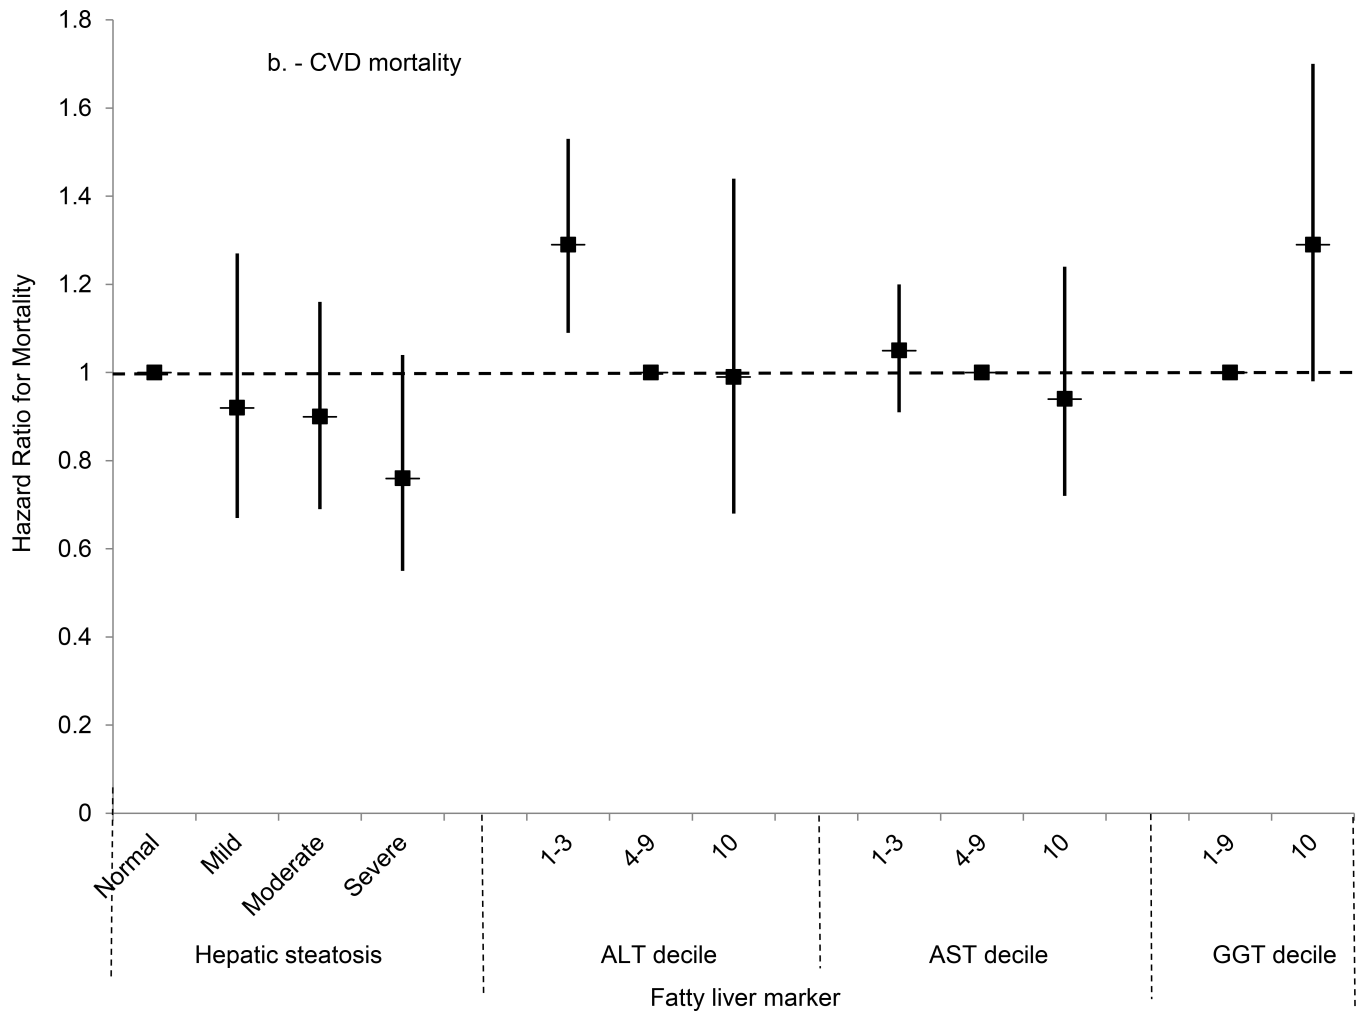 b. - CVD mortality
Hazard Ratio for Mortality
1.8
1.6
1.4
1.2
1
0.8
0.6
0.4
0.2
0
Normal
Mild
Moderate
Severe
1-3
4-9
10
1-3
4-9
10
1-9
10
Hepatic steatosis
ALT decile
AST decile
GGT decile
Fatty liver marker